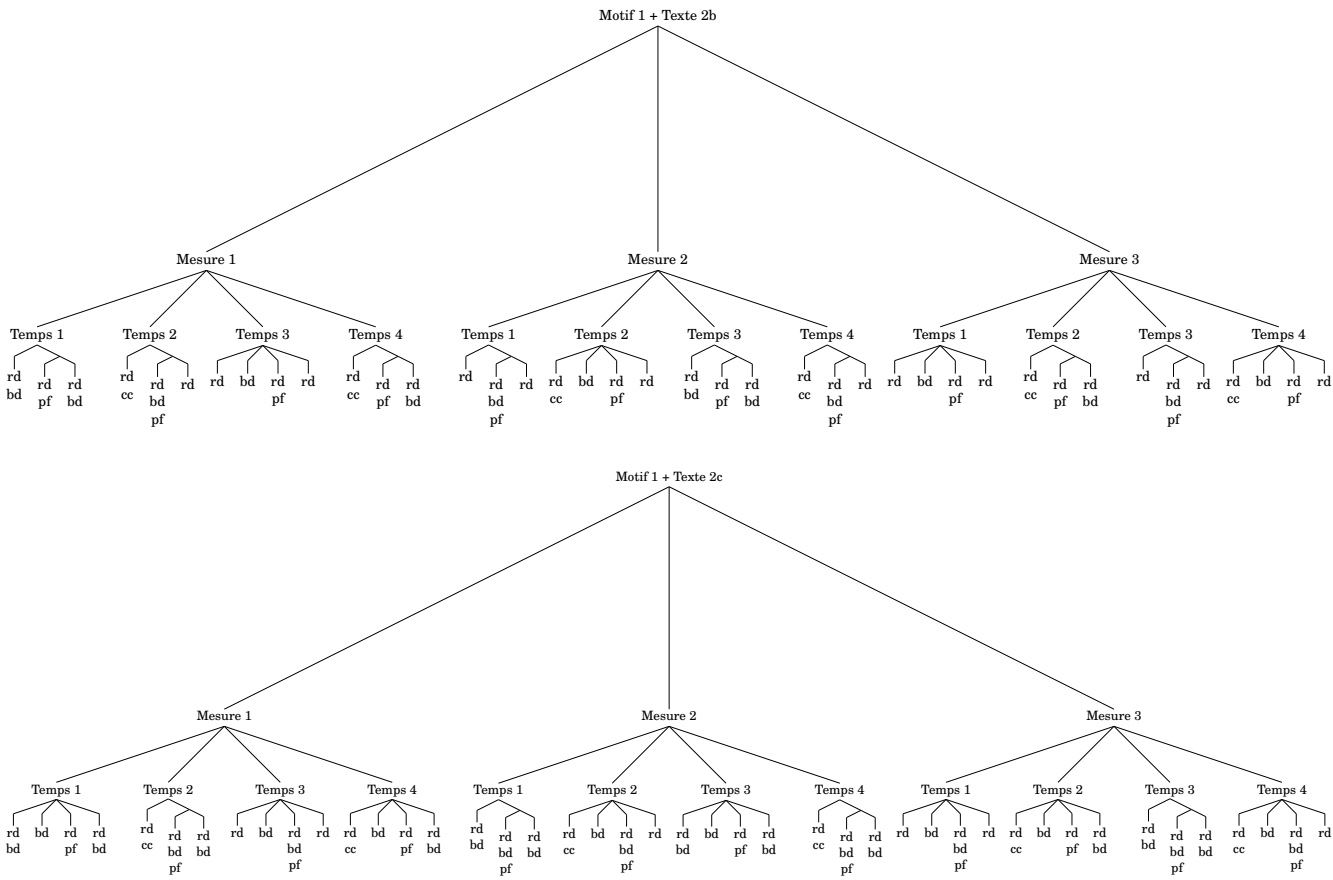 Motif 1 + Texte 2b
Mesure 1 Mesure 2 Mesure 3
Temps 1 Temps 2 Temps 3 Temps 4 Temps 1 Temps 2 Temps 3 Temps 4 Temps 1 Temps 2 Temps 3 Temps 4
rd rd rd rd rd rd rd bd rd rd rd rd rd rd rd rd rd bd rd rd rd rd rd rd rd rd rd bd rd rd rd rd rd rd rd rd rd bd rd rd
bd pf bd cc bd pf cc pf bd bd cc pf bd pf bd cc bd pf cc pf bd bd cc pf
pf pf pf pf
Motif 1 + Texte 2c
Mesure 1 Mesure 2 Mesure 3
Temps 1 Temps 2 Temps 3 Temps 4 Temps 1 Temps 2 Temps 3 Temps 4 Temps 1 Temps 2 Temps 3 Temps 4
rd bd rd rd rd rd rd rd bd rd rd rd bd rd rd rd rd rd rd bd rd rd rd bd rd rd rd rd rd rd bd rd rd rd bd rd rd rd rd rd rd bd rd rd
bd pf bd cc bd bd bd cc pf bd bd bd bd cc bd bd pf bd cc bd bd bd cc pf bd bd bd bd cc bd
pf pf pf pf pf pf pf pf